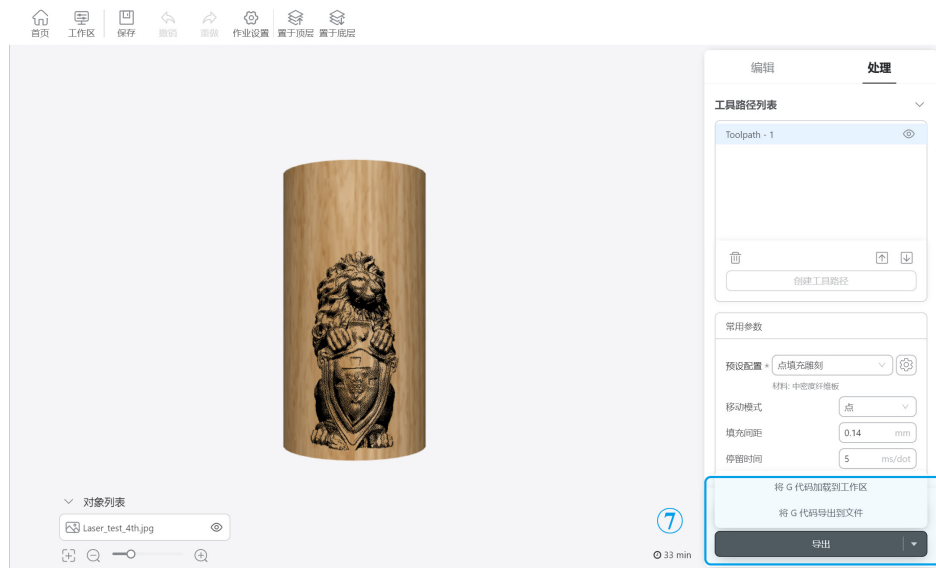 首页 工作区 保存 撤销 重做 作业设置 置于顶层 置于底层
编辑 处理
工具路径列表
Toolpath - 1
创建工具路径
常用参数
预设配置 * 点填充雕刻
材料: 中密度纤维板
移动模式 点
填充间距 0.14 mm
停留时间 5 ms/dot
将 G 代码加载到工作区
将 G 代码导出到文件
导出
对象列表
Laser_test_4th.jpg
⑦
33 min